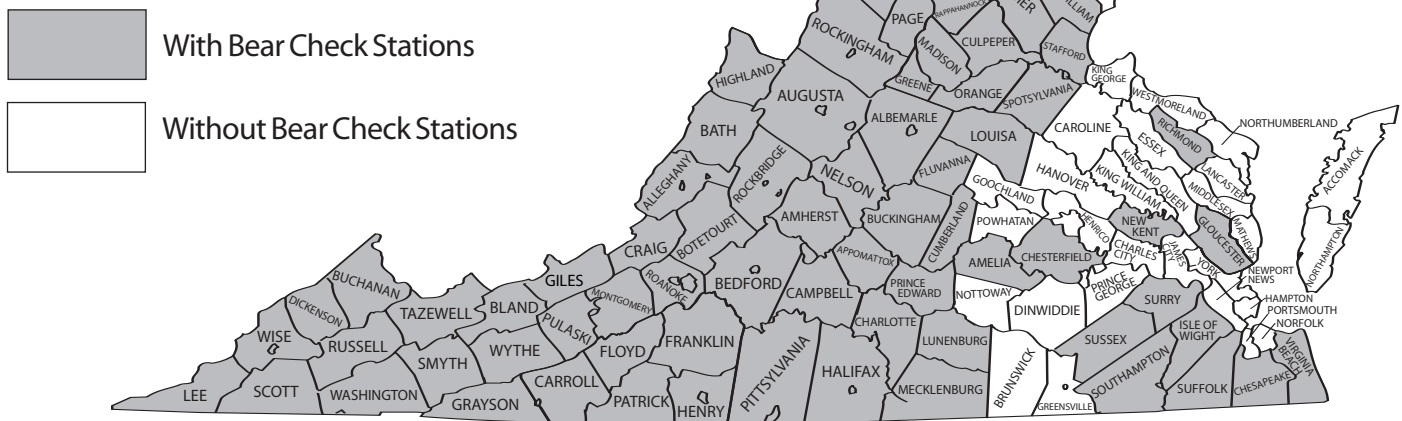 With Bear Check Stations
Without Bear Check Stations
PAGE
RAPPAHANNOCK
ROCKINGHAM
MADISON
CULPEPER
STAFFORD
HIGHLAND
GREENE
ORANGE
SPOTSYLVANIA
KING
GEORGE
WESTMORELAND
AUGUSTA
ALBEMARLE
LOUISA
CAROLINE
ESSEX
RICHMOND
NORTHUMBERLAND
BATH
ACCOMACK
ALLEGHANY
ROCKBRIDGE
NELSON
FLUVANNA
GOOCHLAND
HANOVER
KING WILLIAM
KING AND QUEEN
LANCASTER
MIDDLESEX
MATHEWS
AMHERST
BUCKINGHAM
CUMBERLAND
POWHATAN
HENRICO
NEW
KENT
GLOUCESTER
NORTHAMPTON
CRAIG
BOTETOURT
APPOMATTOX
AMELIA
CHESTERFIELD
CHARLES
CITY
JAMES
CITY
YORK
BUCHANAN
GILES
ROANOKE
BEDFORD
CAMPBELL
PRINCE
EDWARD
NOTTOWAY
PRINCE
GEORGE
NEWPORT
NEWS
HAMPTON
PORTSMOUTH
NORFOLK
DICKENSON
TAZEWELL
BLAND
MONTGOMERY
PULASKI
CHARLOTTE
DINWIDDIE
SURRY
ISLE OF
WIGHT
WISE
RUSSELL
SMYTH
WYTHE
FLOYD
FRANKLIN
PITTSYLVANIA
HALIFAX
LUNENBURG
BRUNSWICK
SUSSEX
SOUTHAMPTON
VIRGINIA
BEACH
LEE
SCOTT
WASHINGTON
GRAYSON
CARROLL
PATRICK
HENRY
MECKLENBURG
GREENSVILLE
SUFFOLK
CHESAPEAKE